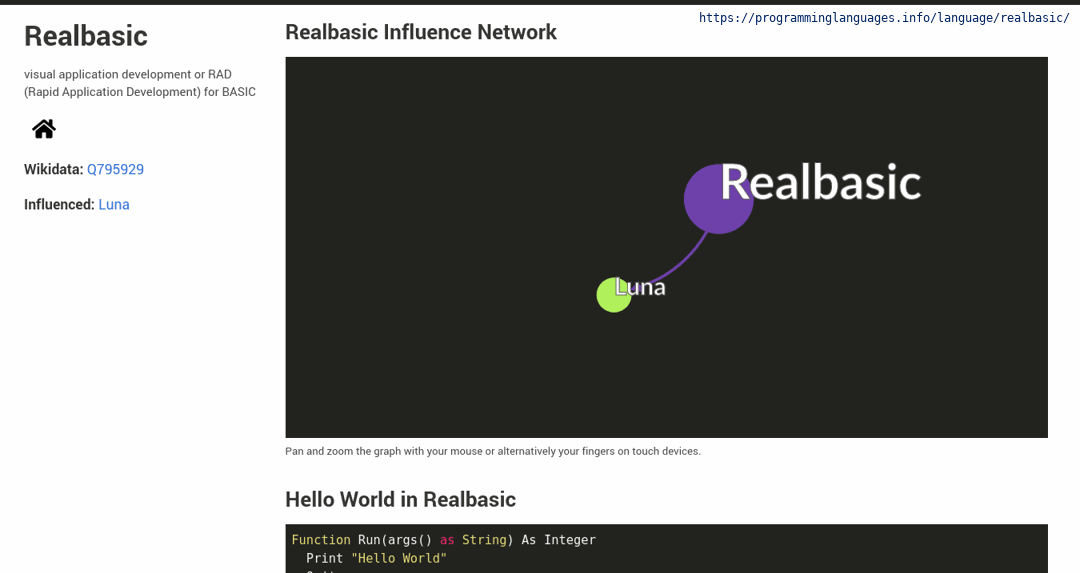 https://programminglanguages.info/language/realbasic/
Realbasic
visual application development or RAD
(Rapid Application Development) for BASIC
Wikidata: Q795929
Influenced: Luna
Realbasic Influence Network
Realbasic
Luna
Pan and zoom the graph with your mouse or alternatively your fingers on touch devices.
Hello World in Realbasic
Function Run(args() as String) As Integer
  Print "Hello World"